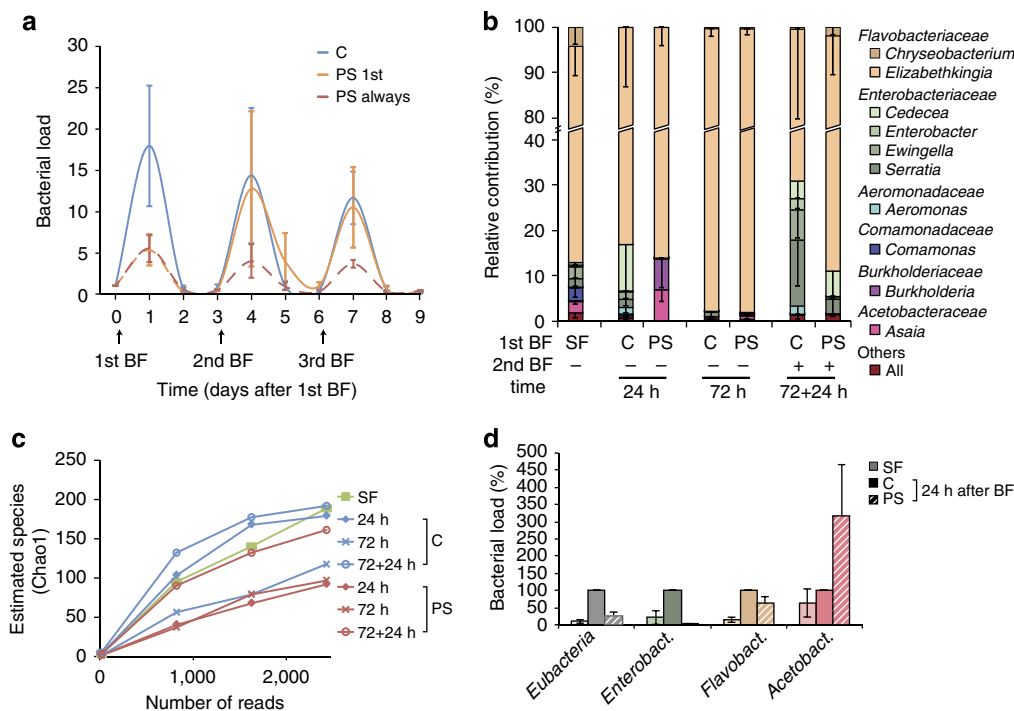 a
30
25
20
15
10
5
0
Bacterial load
C
PS 1st
PS always
0 1 2 3 4 5 6 7 8 9
1st BF 2nd BF 3rd BF
Time (days after 1st BF)
b
100
90
80
40
30
20
10
0
Relative contribution (%)
1st BF SF C PS C PS C PS
2nd BF – – – – – + +
time 24 h 72 h 72+24 h
Flavobacteriaceae
Chryseobacterium
Elizabethkingia
Enterobacteriaceae
Cedecea
Enterobacter
Ewingella
Serratia
Aeromonadaceae
Aeromonas
Comamonadaceae
Comamonas
Burkholderiaceae
Burkholderia
Acetobacteraceae
Asaia
Others
All
c
250
200
150
100
50
0
Estimated species
(Chao1)
0 1,000 2,000
Number of reads
SF
24 h
72 h
72+24 h
C
24 h
72 h
72+24 h
PS
d
500
450
400
350
300
250
200
150
100
50
0
Bacterial load (%)
SF
C
PS
24 h after BF
Eubacteria
Enterobact.
Flavobact.
Acetobact.